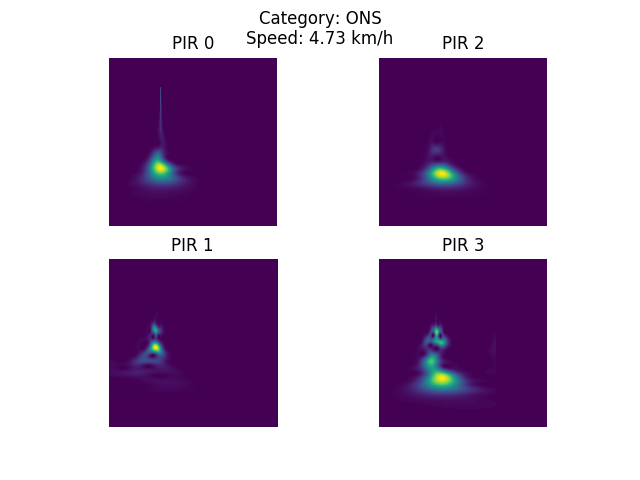 Category: ONS
Speed: 4.73 km/h
PIR 0
PIR 2
PIR 1
PIR 3